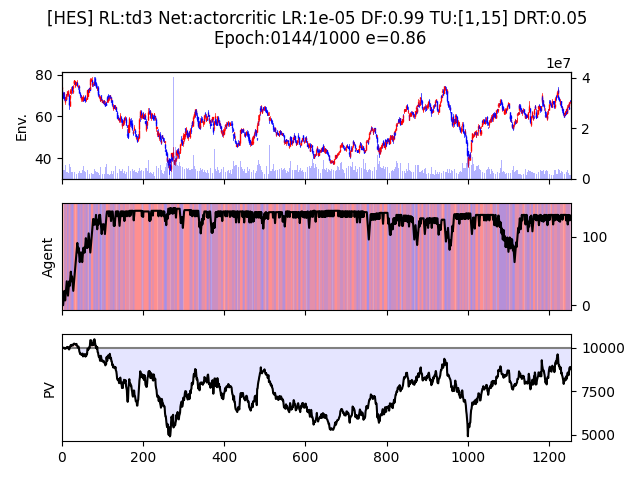 [HES] RL:td3 Net:actorcritic LR:1e-05 DF:0.99 TU:[1,15] DRT:0.05
Epoch:0144/1000 e=0.86
1e7
80
60
40
Env.
4
2
0
Agent
100
0
PV
10000
7500
5000
0 200 400 600 800 1000 1200